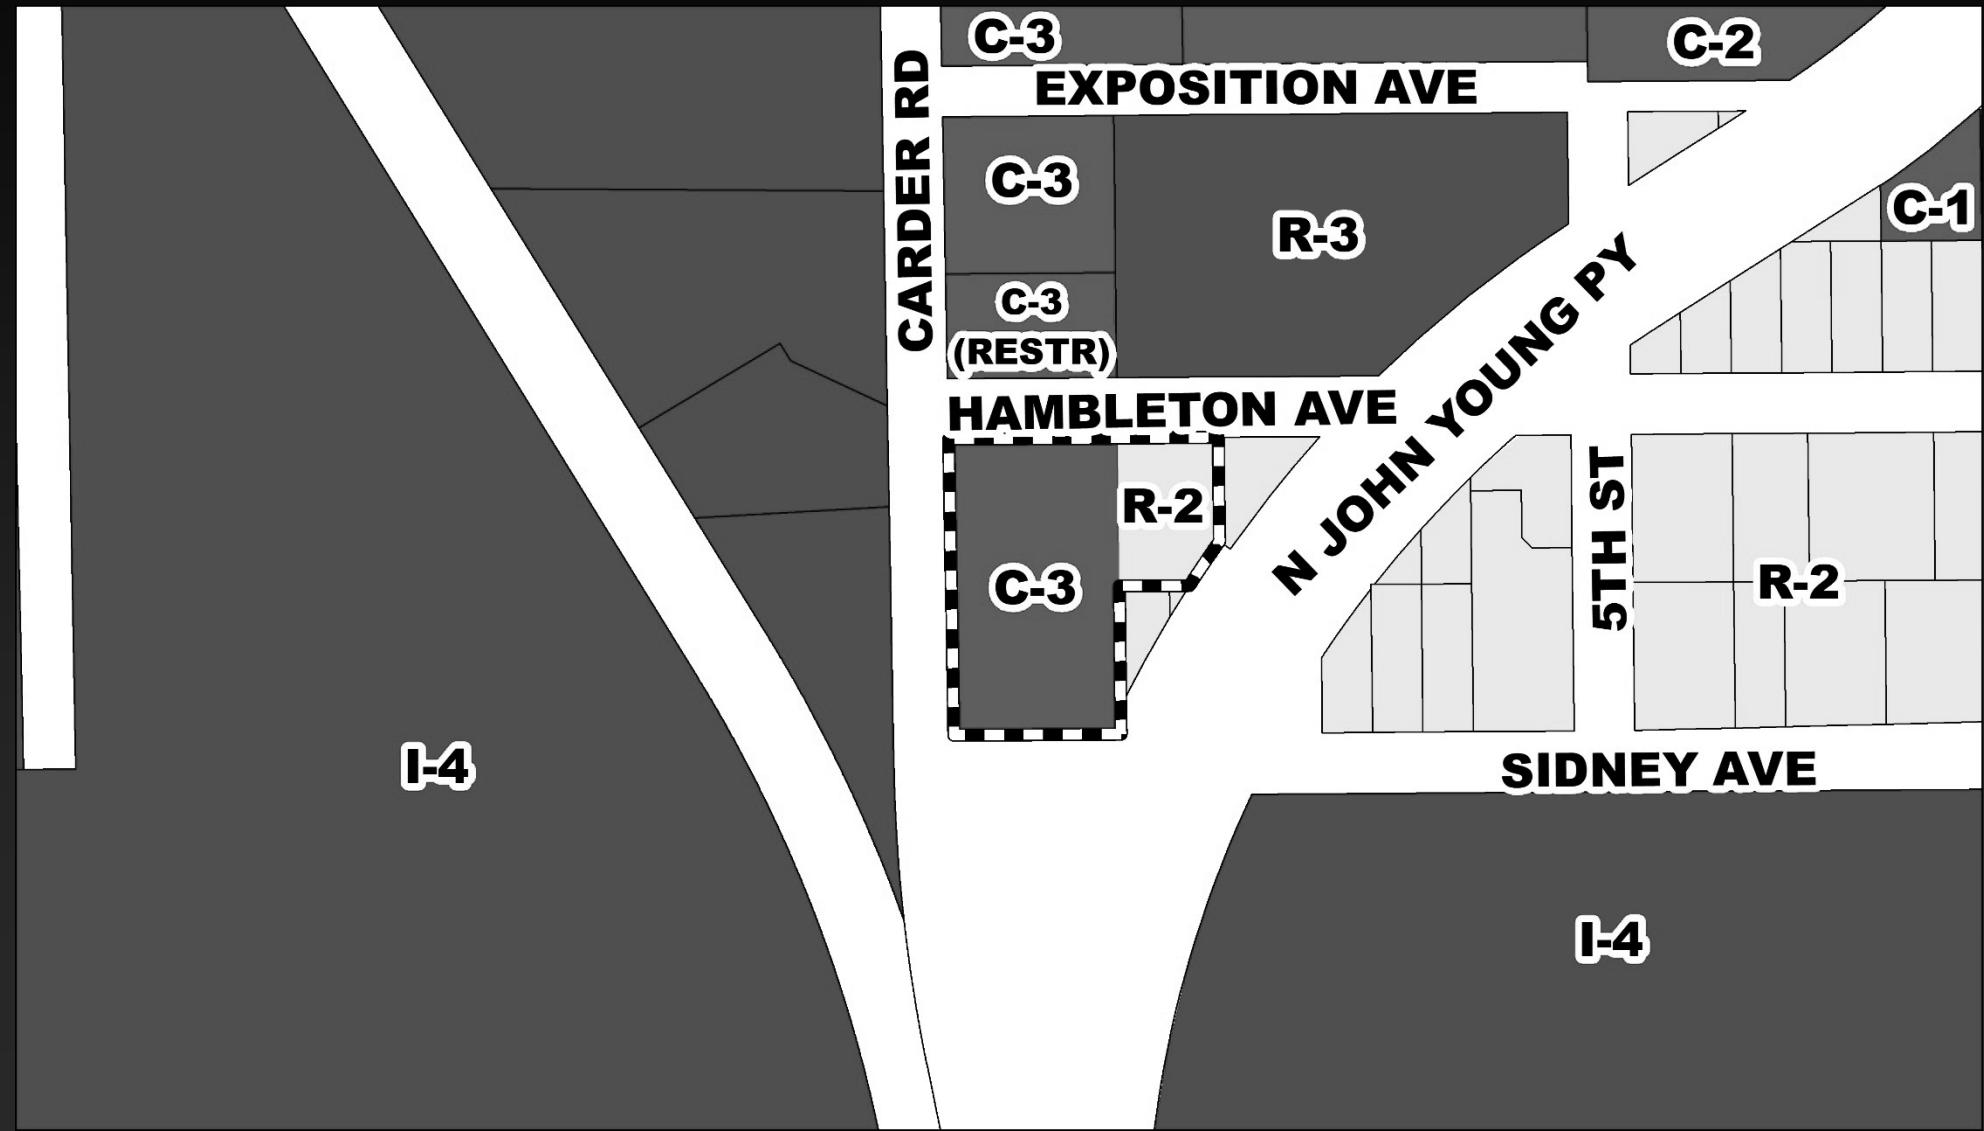 C-3
C-2
EXPOSITION AVE
CARDER RD
C-3
R-3
C-1
C-3
(RESTR)
HAMBLETON AVE
N JOHN YOUNG PY
R-2
C-3
5TH ST
R-2
I-4
SIDNEY AVE
I-4